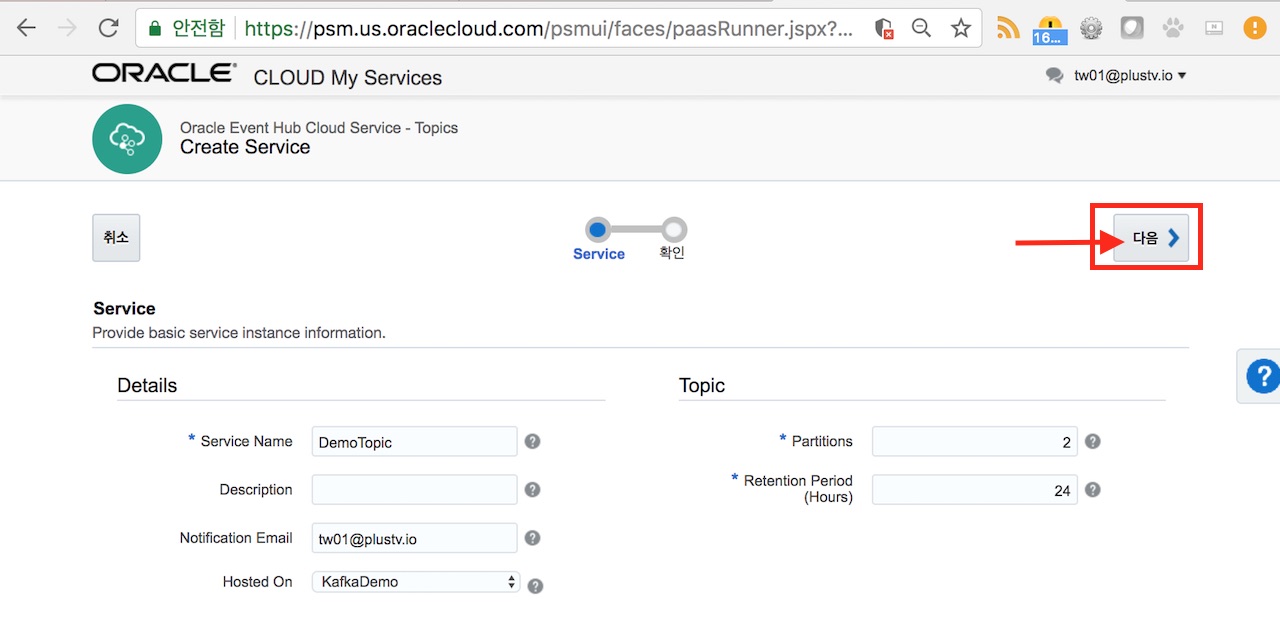 안전함 https://psm.us.oraclecloud.com/psmui/faces/paasRunner.jspx?...
16...
ORACLE® CLOUD My Services
tw01@plustv.io
Oracle Event Hub Cloud Service - Topics
Create Service
취소
Service
확인
다음
Service
Provide basic service instance information.
Details
* Service Name DemoTopic ?
Description ?
Notification Email tw01@plustv.io ?
Hosted On KafkaDemo ?
Topic
* Partitions 2 ?
* Retention Period
(Hours) 24 ?
?